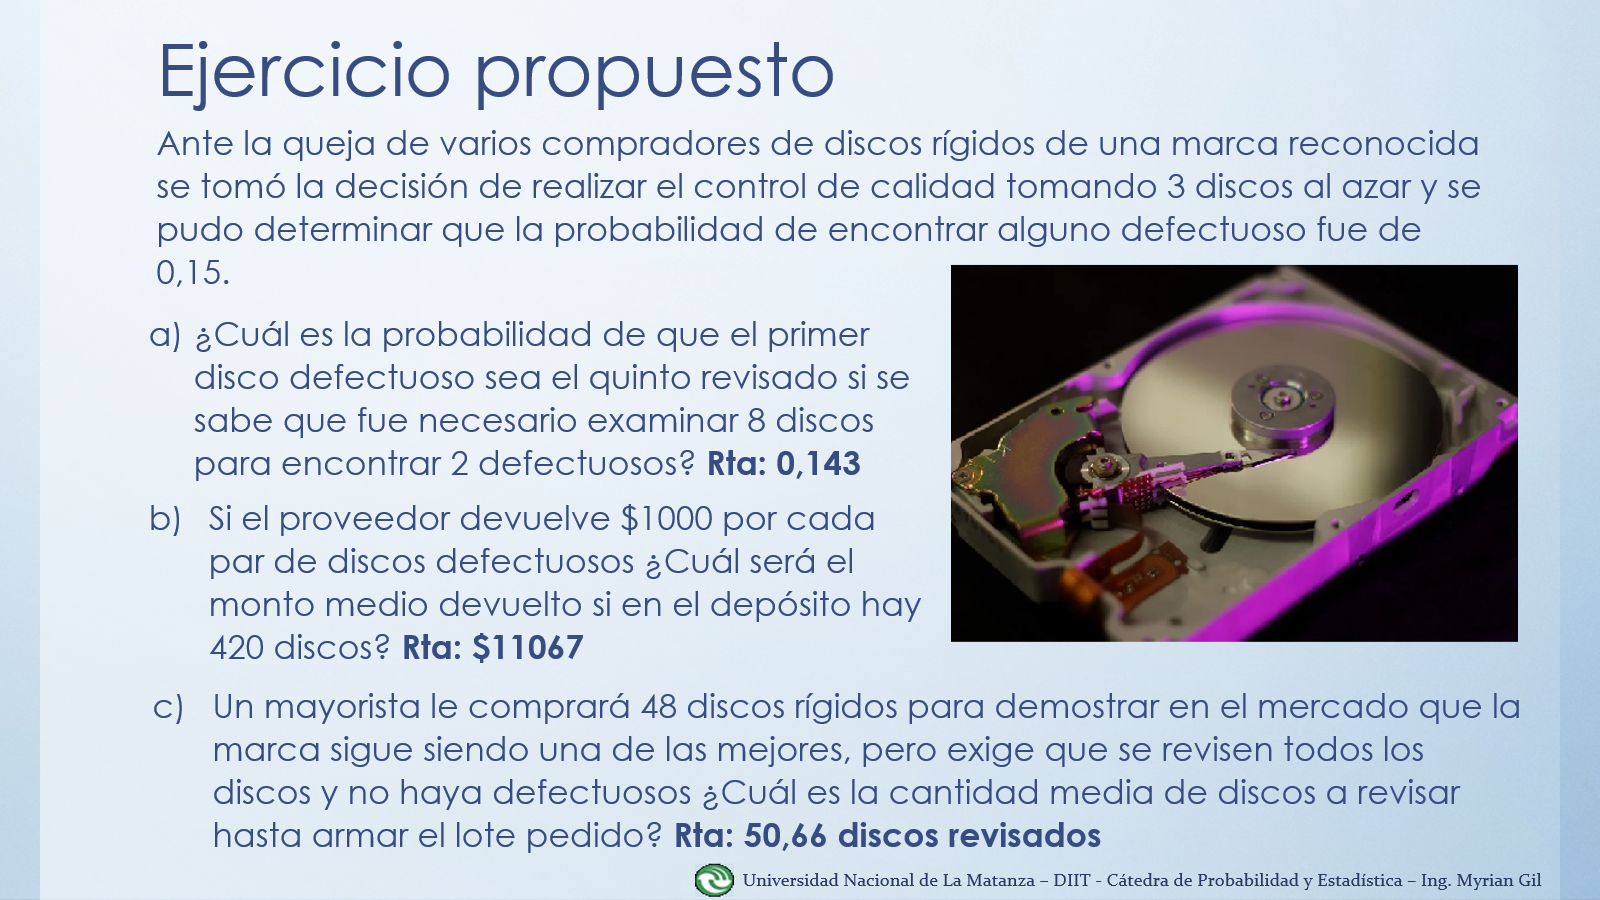 Ejercicio propuesto
Ante la queja de varios compradores de discos rígidos de una marca reconocida
se tomó la decisión de realizar el control de calidad tomando 3 discos al azar y se
pudo determinar que la probabilidad de encontrar alguno defectuoso fue de
0,15.
a) ¿Cuál es la probabilidad de que el primer
disco defectuoso sea el quinto revisado si se
sabe que fue necesario examinar 8 discos
para encontrar 2 defectuosos? Rta: 0,143
b) Si el proveedor devuelve $1000 por cada
par de discos defectuosos ¿Cuál será el
monto medio devuelto si en el depósito hay
420 discos? Rta: $11067
c) Un mayorista le comprará 48 discos rígidos para demostrar en el mercado que la
marca sigue siendo una de las mejores, pero exige que se revisen todos los
discos y no haya defectuosos ¿Cuál es la cantidad media de discos a revisar
hasta armar el lote pedido? Rta: 50,66 discos revisados
Universidad Nacional de La Matanza – DIIT - Cátedra de Probabilidad y Estadística – Ing. Myrian Gil